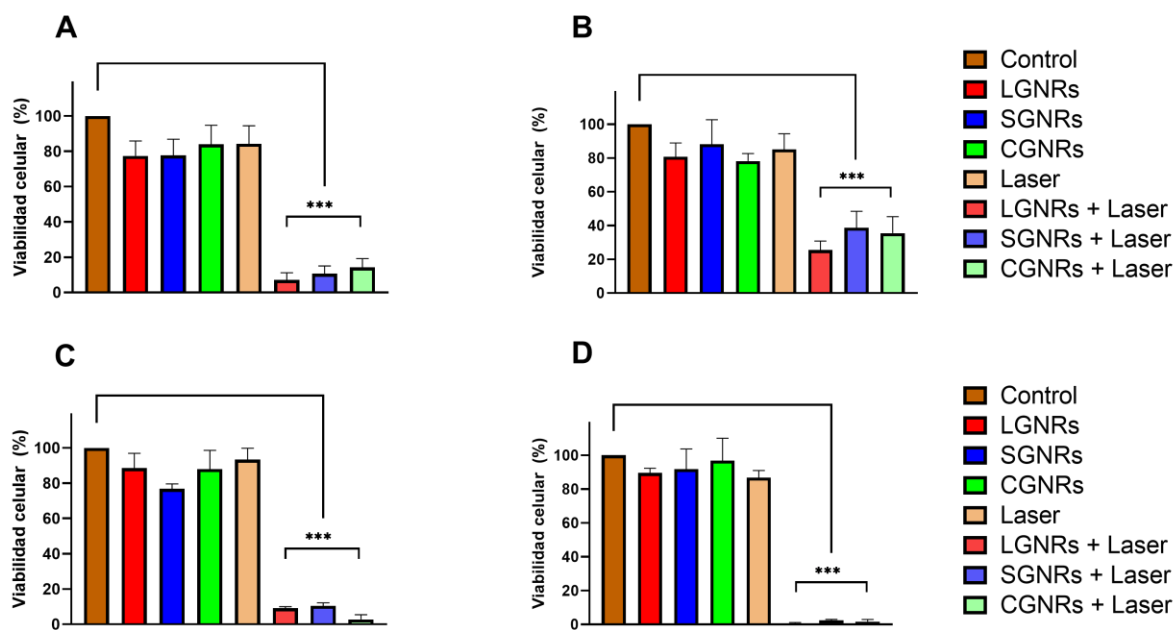 A
Viabilidad celular (%)
100
80
60
40
20
0
***
B
Viabilidad celular (%)
100
80
60
40
20
0
***
Control
LGNRs
SGNRs
CGNRs
Laser
LGNRs + Laser
SGNRs + Laser
CGNRs + Laser
C
Viabilidad celular (%)
100
80
60
40
20
0
***
D
Viabilidad celular (%)
100
80
60
40
20
0
***
Control
LGNRs
SGNRs
CGNRs
Laser
LGNRs + Laser
SGNRs + Laser
CGNRs + Laser